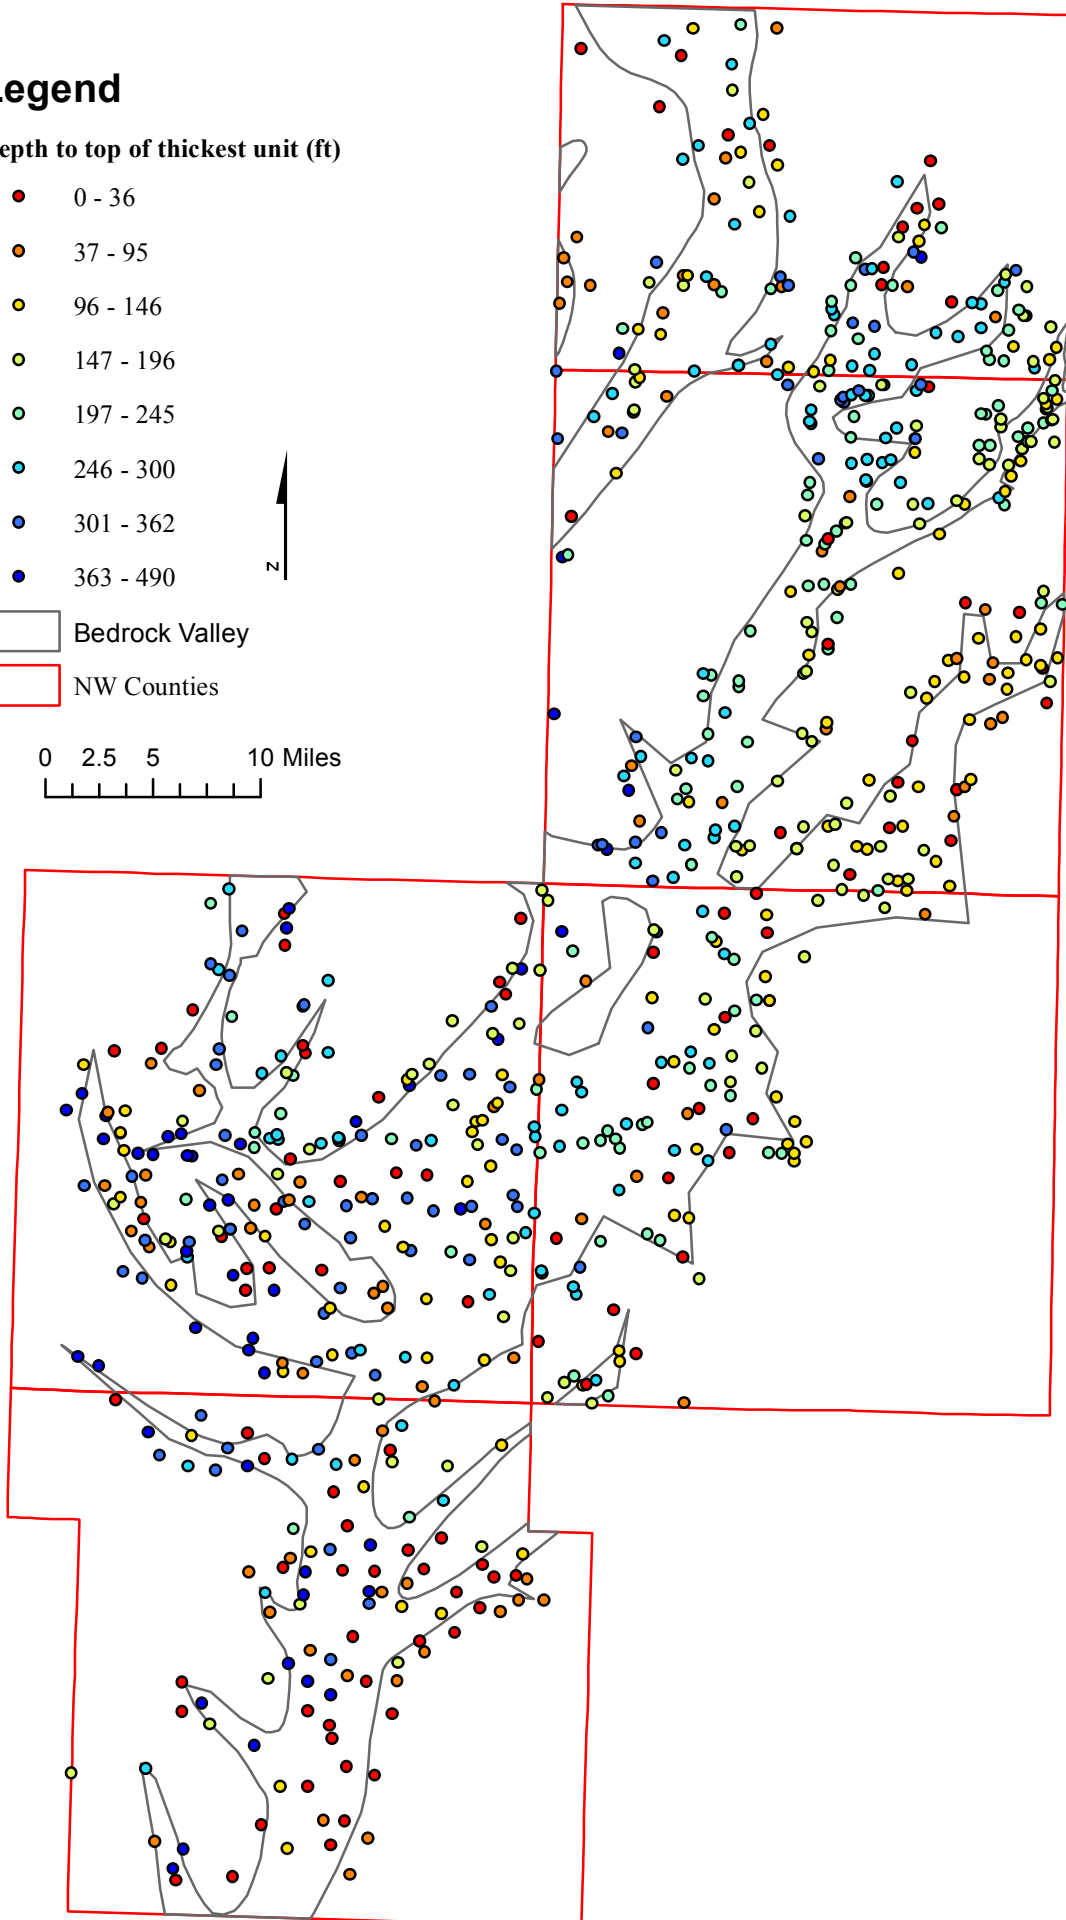 Legend
epth to top of thickest unit (ft)
0 - 36
37 - 95
96 - 146
147 - 196
197 - 245
246 - 300
301 - 362
363 - 490
Bedrock Valley
NW Counties
z
0 2.5 5 10 Miles